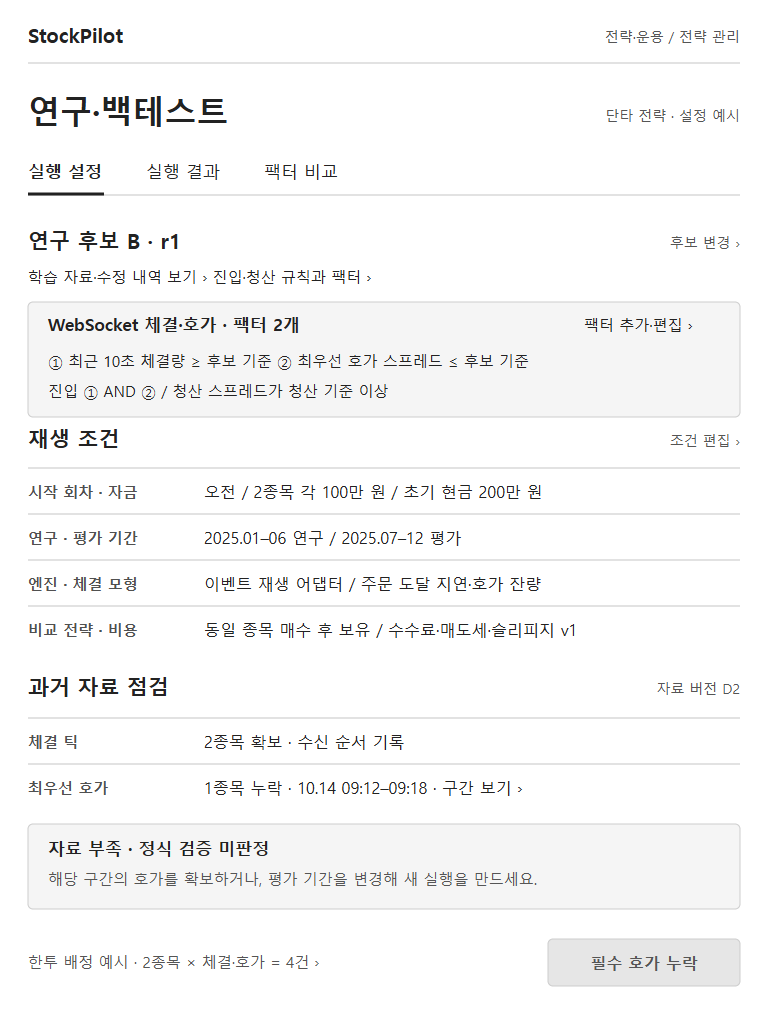 StockPilot
전략·운용 / 전략 관리
연구·백테스트
단타 전략 · 설정 예시
실행 설정 실행 결과 팩터 비교
연구 후보 B · r1
후보 변경 ›
학습 자료·수정 내역 보기 › 진입·청산 규칙과 팩터 ›
WebSocket 체결·호가 · 팩터 2개
팩터 추가·편집 ›
① 최근 10초 체결량 ≥ 후보 기준 ② 최우선 호가 스프레드 ≤ 후보 기준
진입 ① AND ② / 청산 스프레드가 청산 기준 이상
재생 조건
조건 편집 ›
시작 회차 · 자금 오전 / 2종목 각 100만 원 / 초기 현금 200만 원
연구 · 평가 기간 2025.01–06 연구 / 2025.07–12 평가
엔진 · 체결 모형 이벤트 재생 어댑터 / 주문 도달 지연·호가 잔량
비교 전략 · 비용 동일 종목 매수 후 보유 / 수수료·매도세·슬리피지 v1
과거 자료 점검
자료 버전 D2
체결 틱 2종목 확보 · 수신 순서 기록
최우선 호가 1종목 누락 · 10.14 09:12–09:18 · 구간 보기 ›
자료 부족 · 정식 검증 미판정
해당 구간의 호가를 확보하거나, 평가 기간을 변경해 새 실행을 만드세요.
한투 배정 예시 · 2종목 × 체결·호가 = 4건 ›
필수 호가 누락